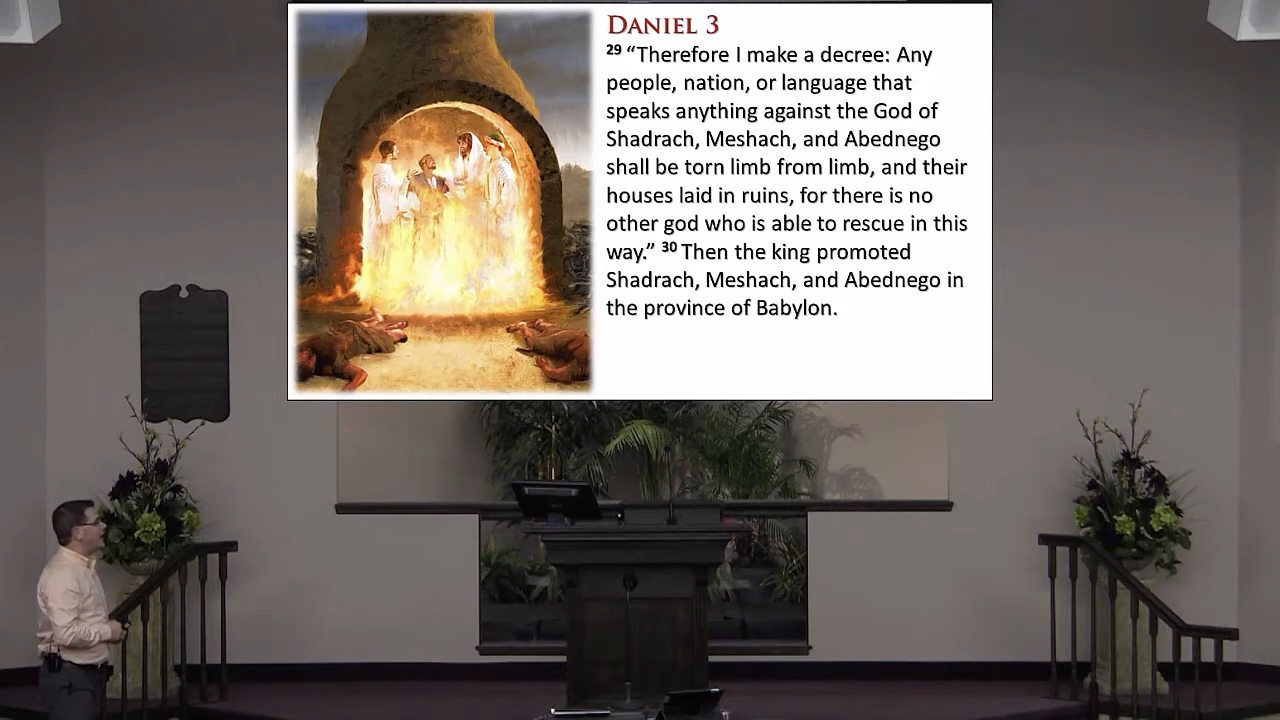 DANIEL 3
29 “Therefore I make a decree: Any
people, nation, or language that
speaks anything against the God of
Shadrach, Meshach, and Abednego
shall be torn limb from limb, and their
houses laid in ruins, for there is no
other god who is able to rescue in this
way.” 30 Then the king promoted
Shadrach, Meshach, and Abednego in
the province of Babylon.